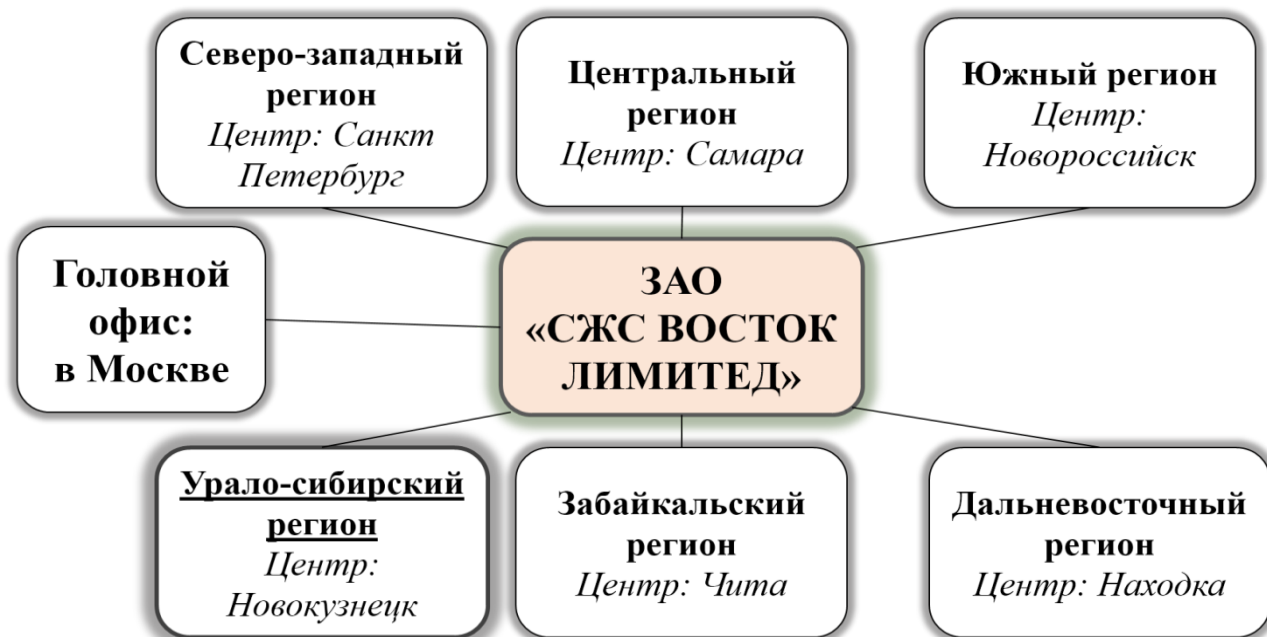 Северо-западный
регион
Центр: Санкт
Петербург
Центральный
регион
Центр: Самара
Южный регион
Центр:
Новороссийск
Головной
офис:
в Москве
ЗАО
«СЖС ВОСТОК
ЛИМИТЕД»
Урало-сибирский
регион
Центр:
Новокузнецк
Забайкальский
регион
Центр: Чита
Дальневосточный
регион
Центр: Находка